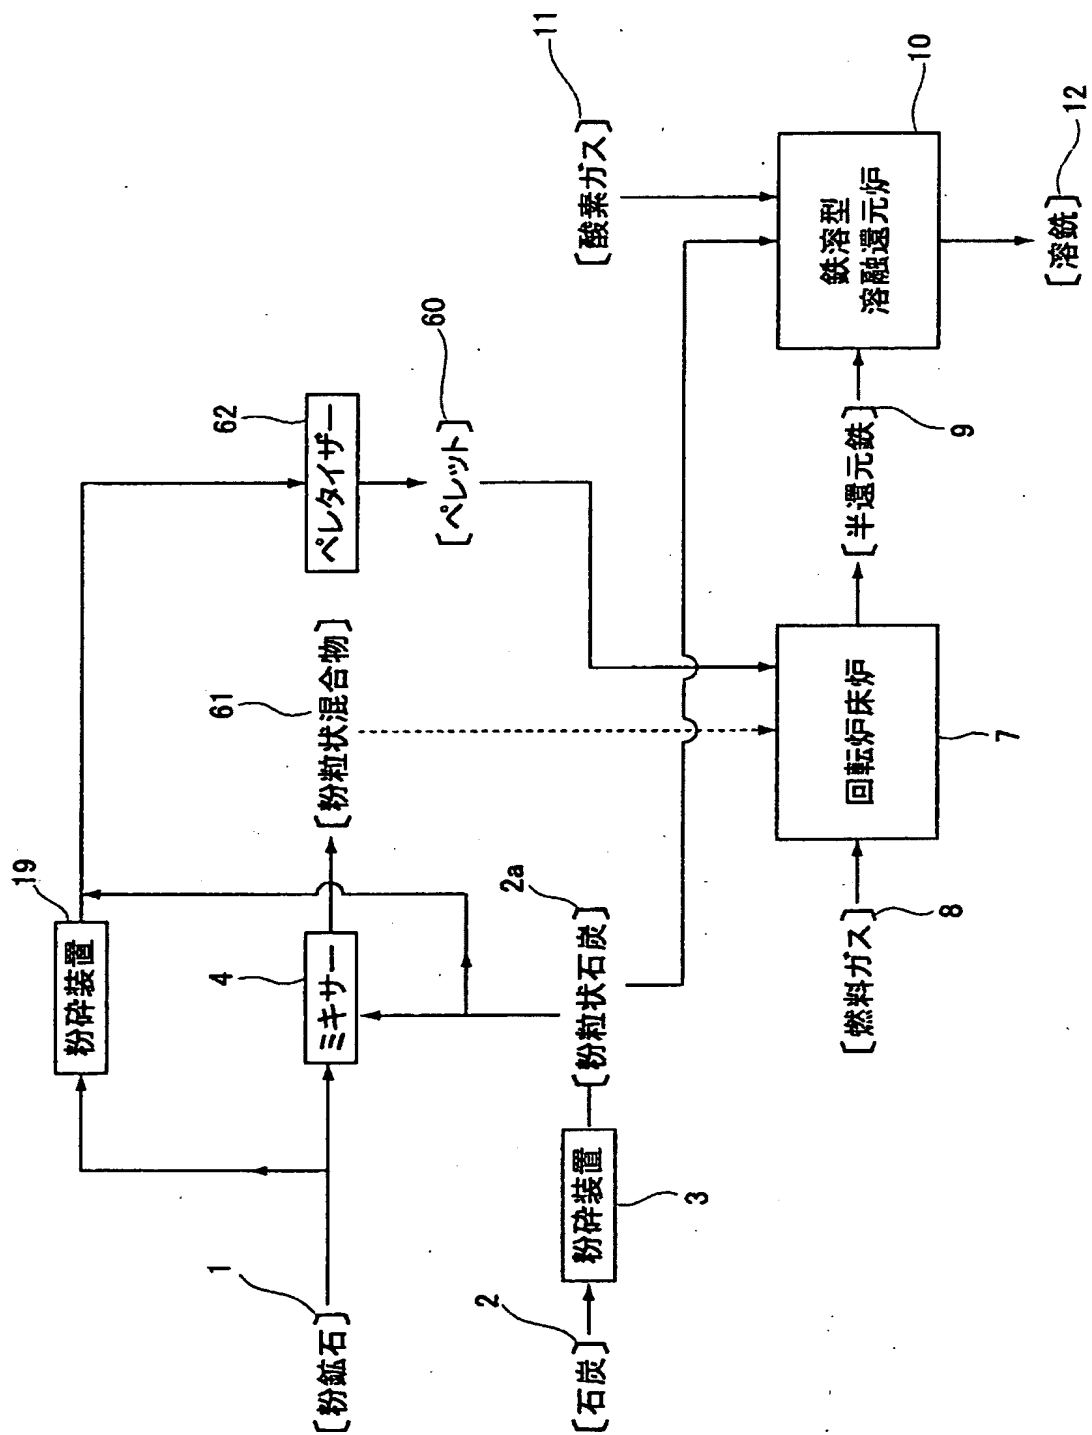 19
粉砕装置
62
ペレタイザー
60
[ペレット]
4
ミキサー
61
[粉粒状混合物]
1
[粉鉱石]
2
[石炭]
3
粉砕装置
2a
[粉粒状石炭]
11
[酸素ガス]
8
[燃料ガス]
7
回転炉床炉
9
[半還元鉄]
10
鉄溶型
溶融還元炉
12
[溶銑]